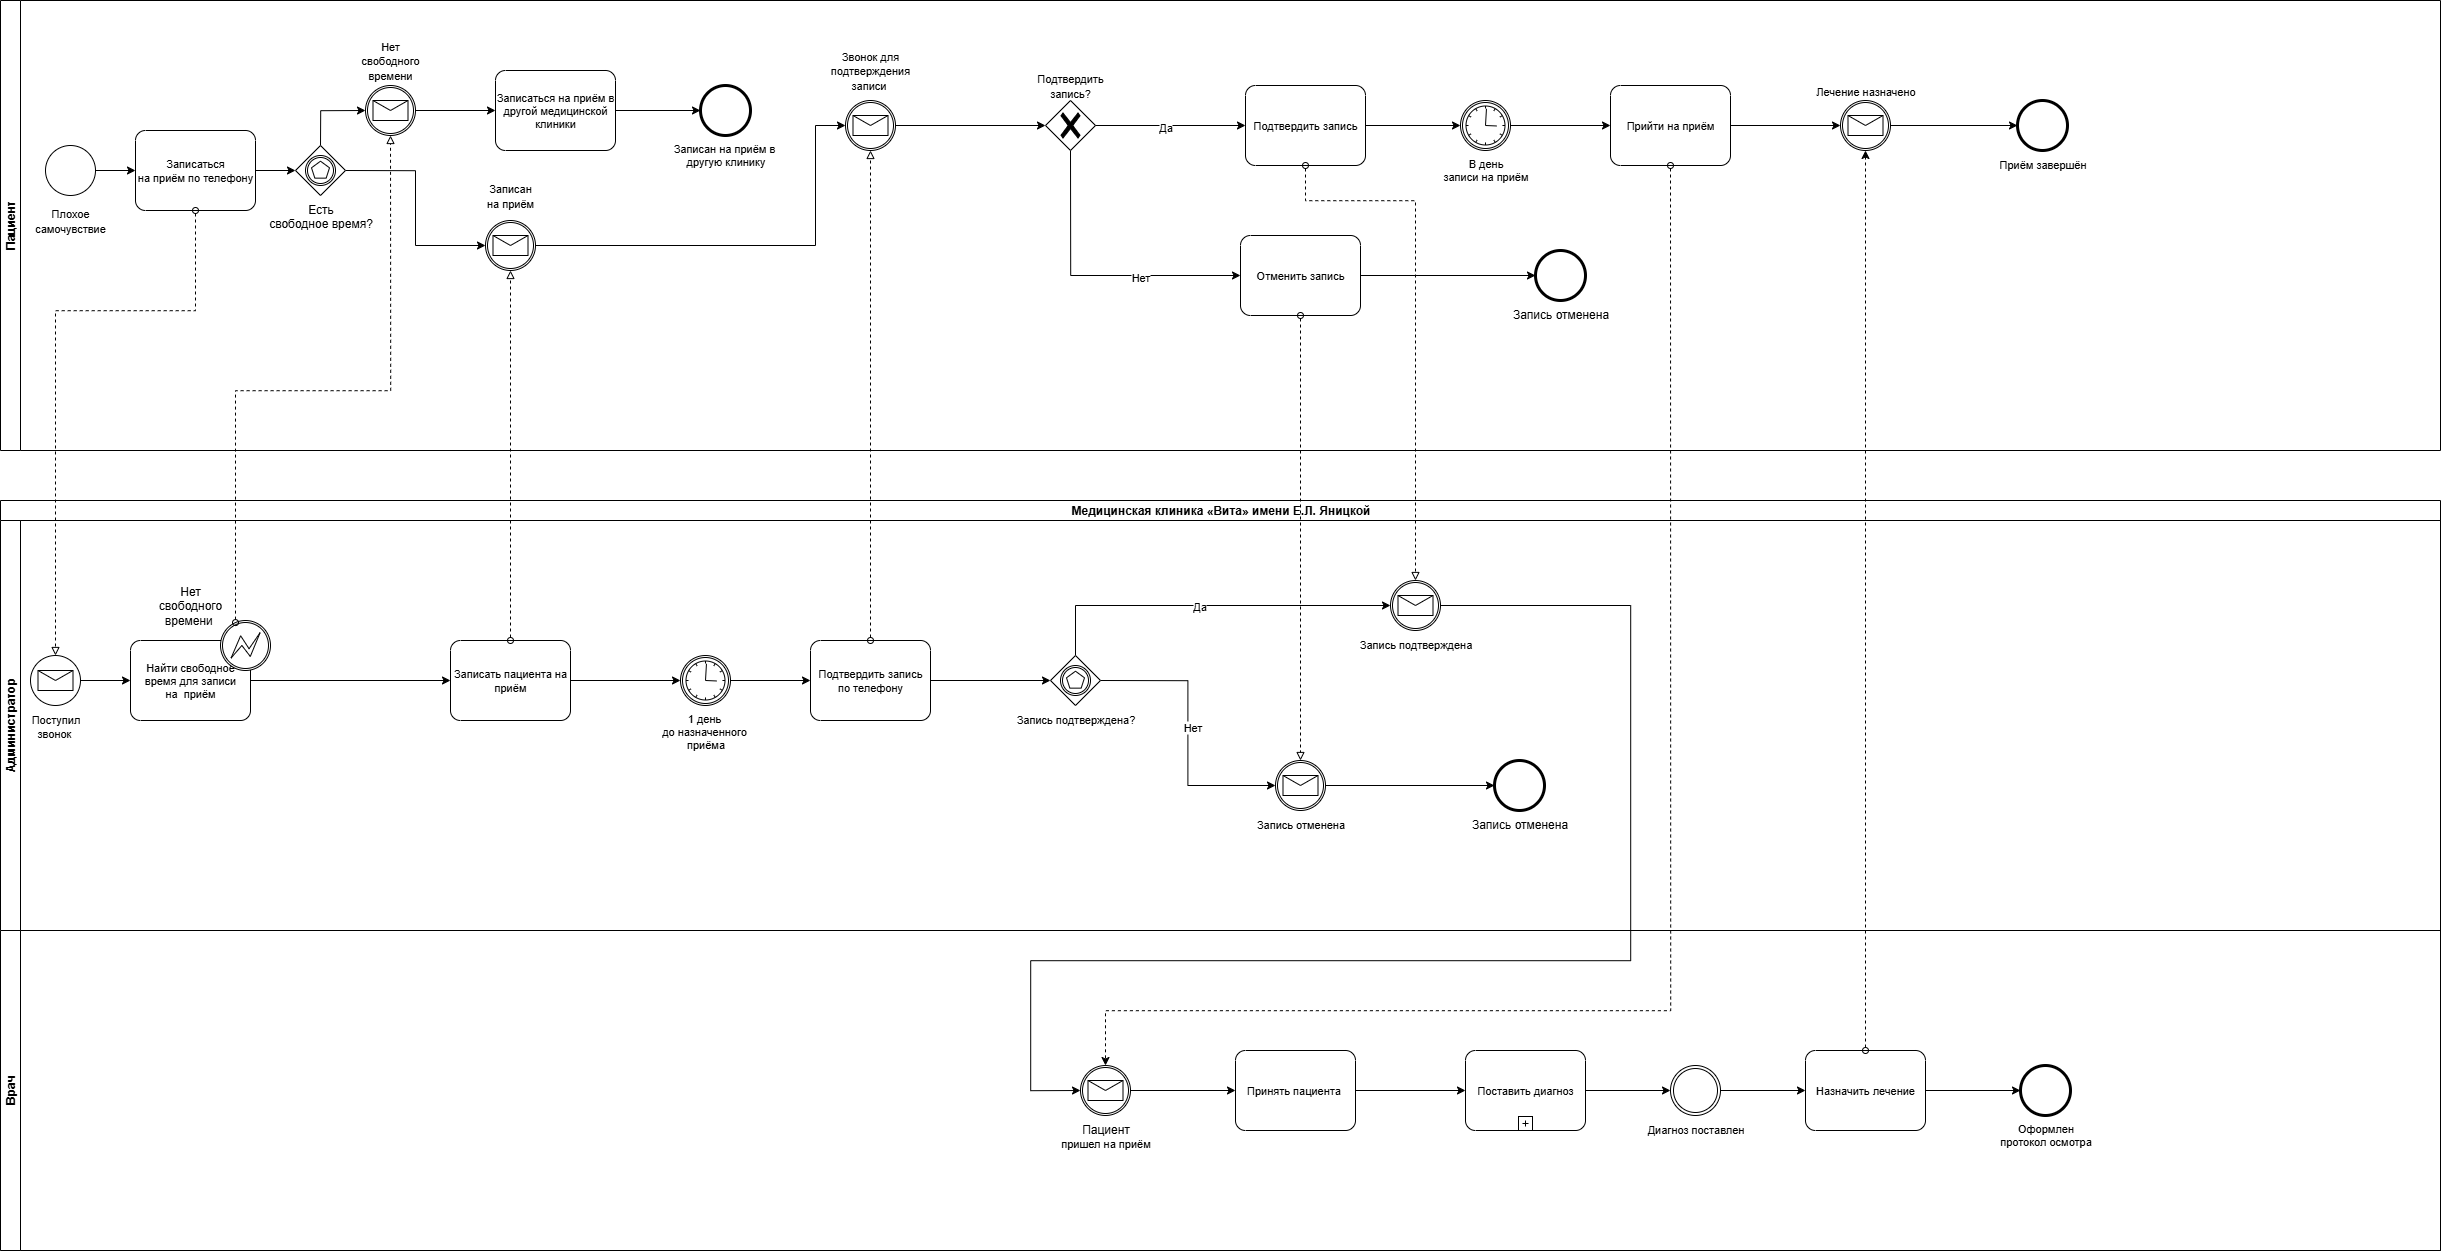 Пациент
Плохое
самочувствие
Записаться
на приём по телефону
Есть
свободное время?
Нет
свободного
времени
Записаться на приём в
другой медицинской
клиники
Записан на приём в
другую клинику
Записан
на приём
Звонок для
подтверждения
записи
Подтвердить
запись?
Да
Нет
Подтвердить запись
В день
записи на приём
Прийти на приём
Лечение назначено
Приём завершён
Отменить запись
Запись отменена
Медицинская клиника «Вита» имени Е.Л. Яницкой
Администратор
Поступил
звонок
Нет
свободного
времени
Найти свободное
время для записи
на приём
Записать пациента на
приём
1 день
до назначенного
приёма
Подтвердить запись
по телефону
Запись подтверждена?
Да
Нет
Запись подтверждена
Запись отменена
Запись отменена
Врач
Пациент
пришел на приём
Принять пациента
Поставить диагноз
Диагноз поставлен
Назначить лечение
Оформлен
протокол осмотра